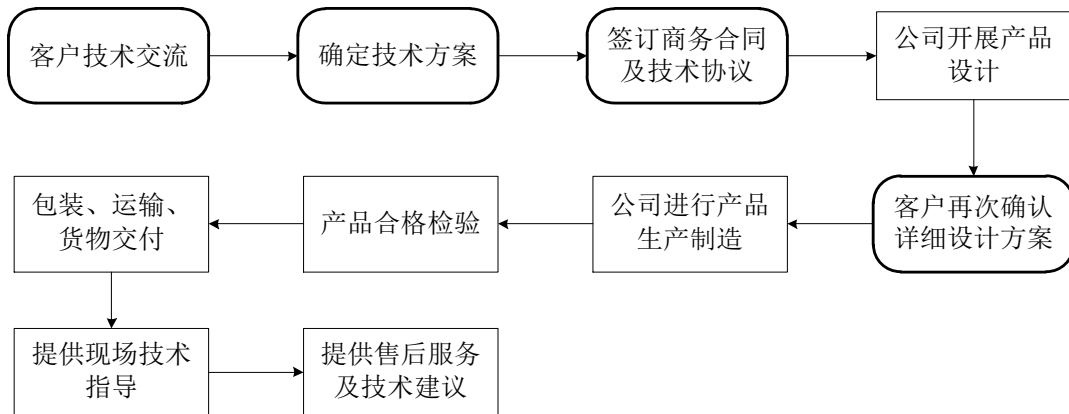 客户技术交流
确定技术方案
签订商务合同
及技术协议
公司开展产品
设计
客户再次确认
详细设计方案
公司进行产品
生产制造
产品合格检验
包装、运输、
货物交付
提供现场技术
指导
提供售后服务
及技术建议